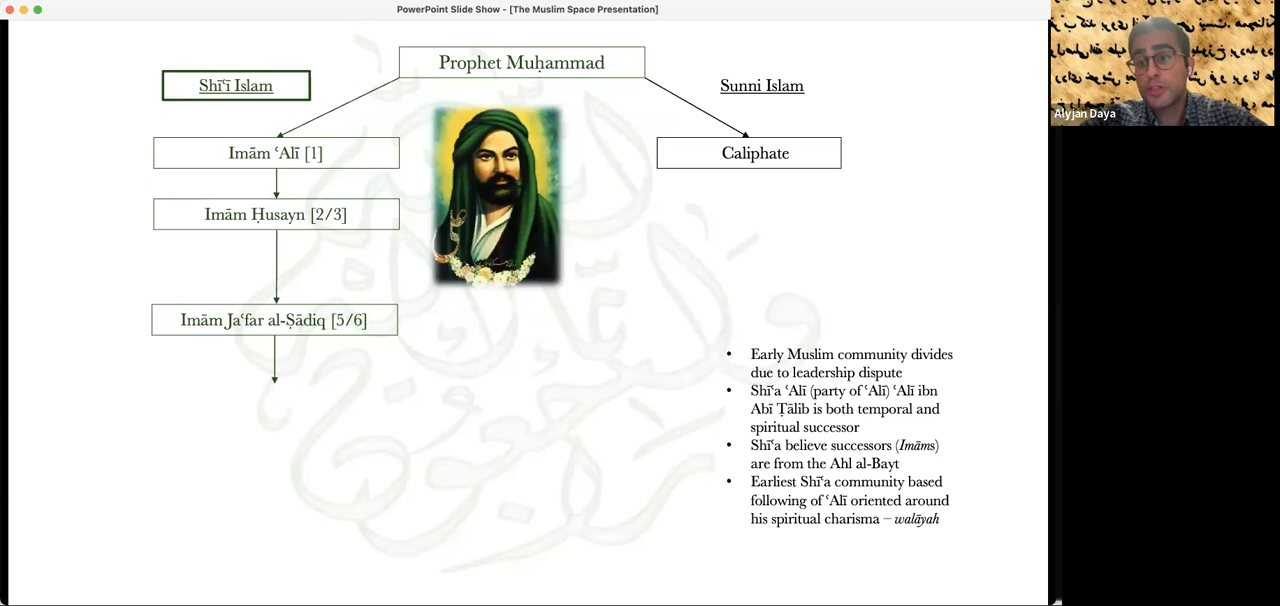 PowerPoint Slide Show - [The Muslim Space Presentation]
Prophet Muḥammad
Shīʿī Islam
Sunni Islam
Imām ʿAlī [1]
Caliphate
Imām Ḥusayn [2/3]
Imām Jaʿfar al-Ṣādiq [5/6]
• Early Muslim community divides
due to leadership dispute
• Shīʿa ʿAlī (party of ʿAlī) ʿAlī ibn
Abī Ṭālib is both temporal and
spiritual successor
• Shīʿa believe successors (Imāms)
are from the Ahl al-Bayt
• Earliest Shīʿa community based
following of ʿAlī oriented around
his spiritual charisma – walāyah
Alyjan Daya